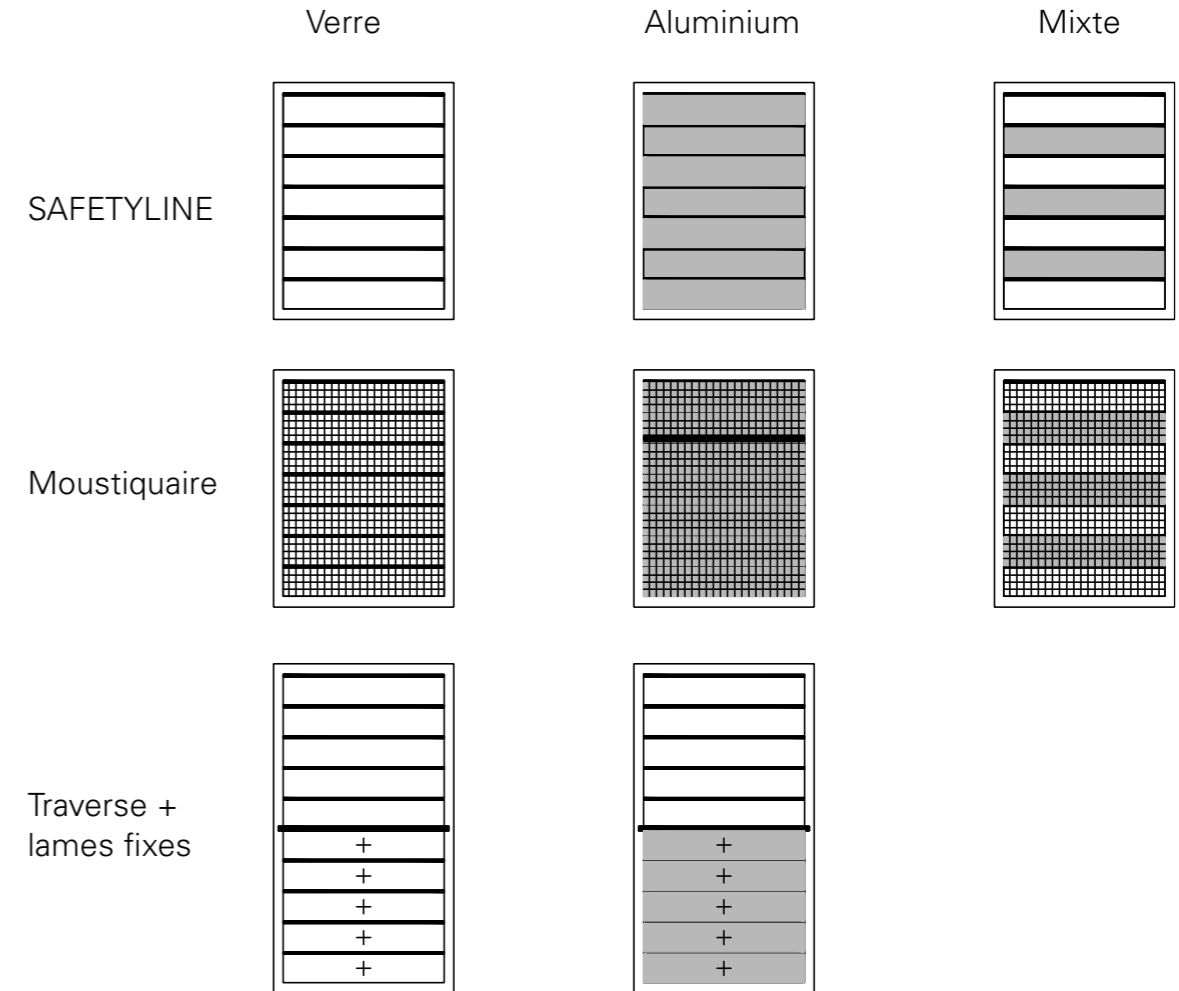 Verre Aluminium Mixte
SAFETYLINE
Moustiquaire
Traverse +
lames fixes
+ +
+ +
+ +
+ +
+ +